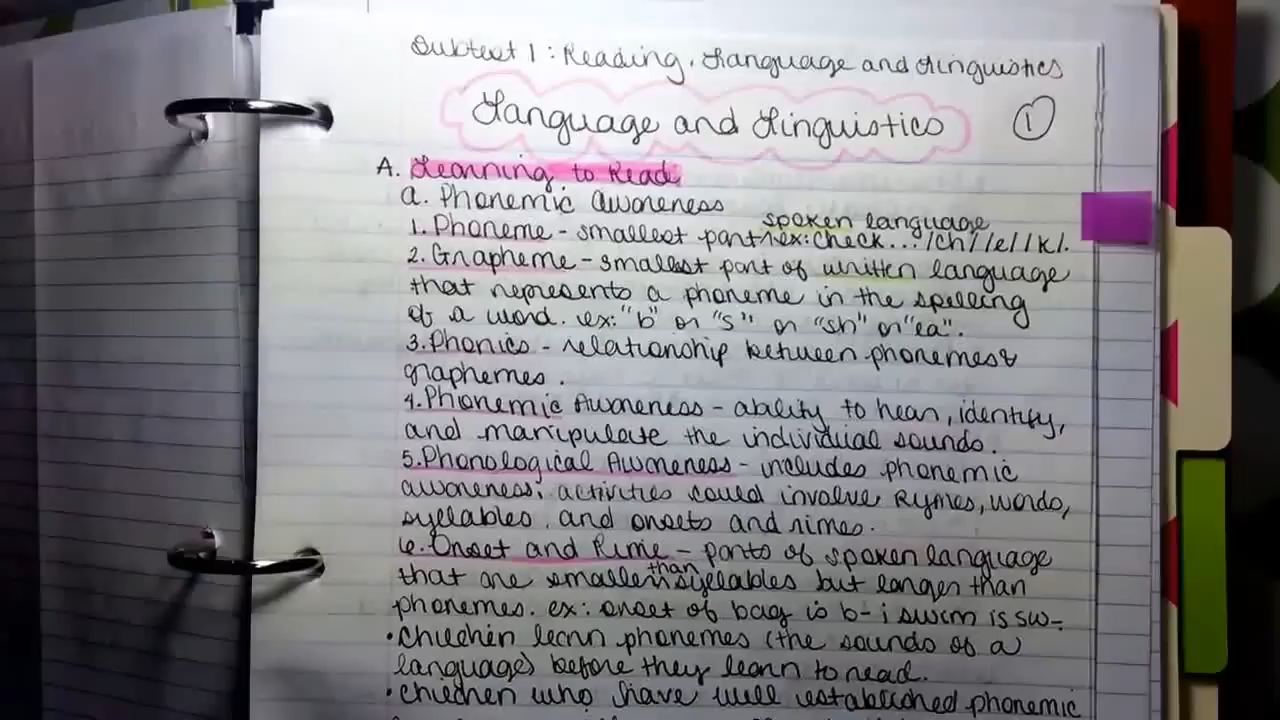 Subtest 1: Reading, Language and Linguistics
Language and Linguistics
1
A. Learning to Read
a. Phonemic awareness
spoken language
1. Phoneme - smallest part ^ ex: check... /ch/ /e/ /k/.
2. Grapheme - smallest part of written language
that represents a phoneme in the spelling
of a word. ex: "b" or "s" or "sh" or "ea".
3. Phonics - relationship between phonemes &
graphemes.
4. Phonemic Awareness - ability to hear, identify,
and manipulate the individual sounds.
5. Phonological Awareness - includes phonemic
awareness; activities could involve Rymes, words,
syllables, and onsets and rimes.
6. Onset and Rime - parts of spoken language
than
that are smaller ^ syllables but larger than
phonemes. ex: onset of bag is b- ; swim is sw-
• Children learn phonemes (the sounds of a
language) before they learn to read.
• Children who have well established phonemic